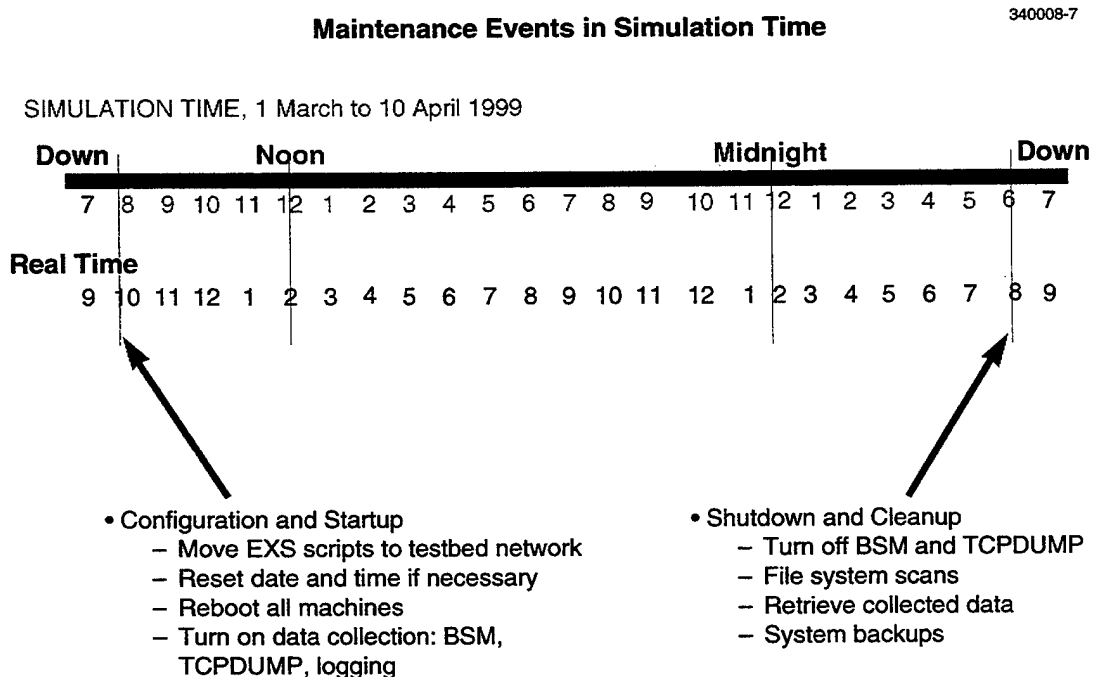 340008-7
Maintenance Events in Simulation Time
SIMULATION TIME, 1 March to 10 April 1999
Down Noon Midnight Down
7 8 9 10 11 12 1 2 3 4 5 6 7 8 9 10 11 12 1 2 3 4 5 6 7
Real Time
9 10 11 12 1 2 3 4 5 6 7 8 9 10 11 12 1 2 3 4 5 6 7 8 9
• Configuration and Startup
– Move EXS scripts to testbed network
– Reset date and time if necessary
– Reboot all machines
– Turn on data collection: BSM,
TCPDUMP, logging
• Shutdown and Cleanup
– Turn off BSM and TCPDUMP
– File system scans
– Retrieve collected data
– System backups